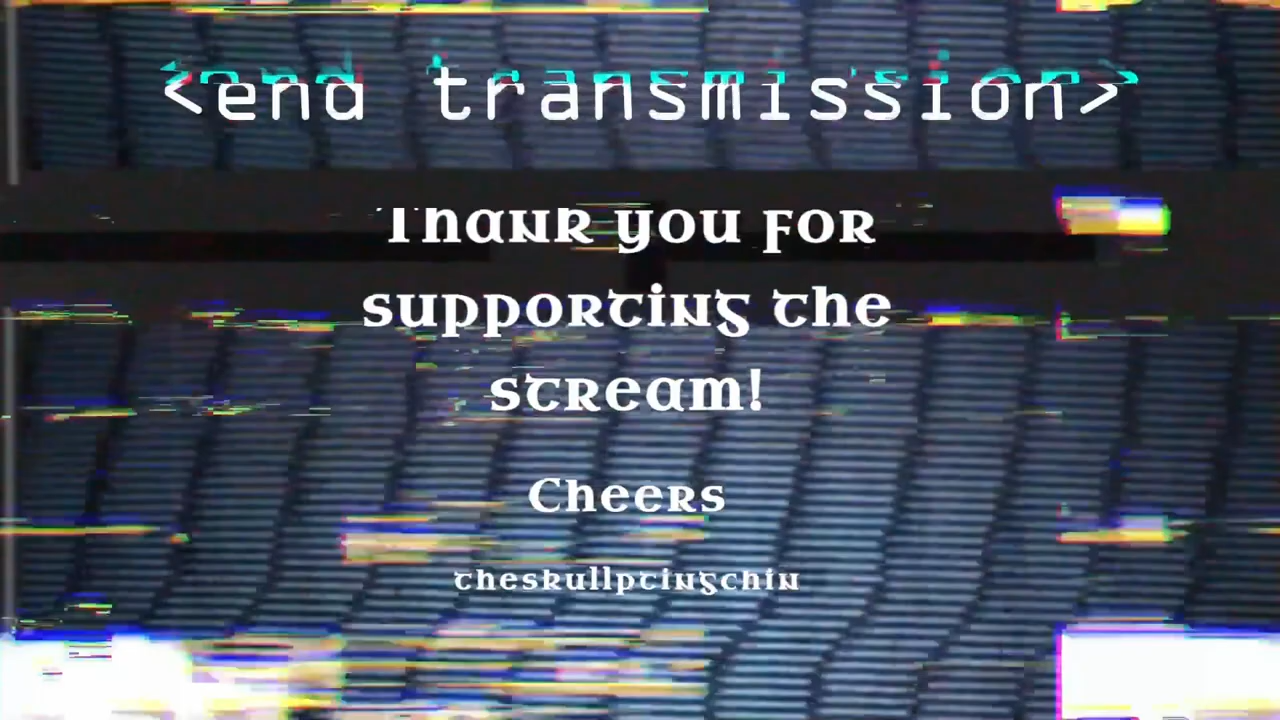 <end transmission>
Thank you for
supporting the
stream!
Cheers
theskullptingchin